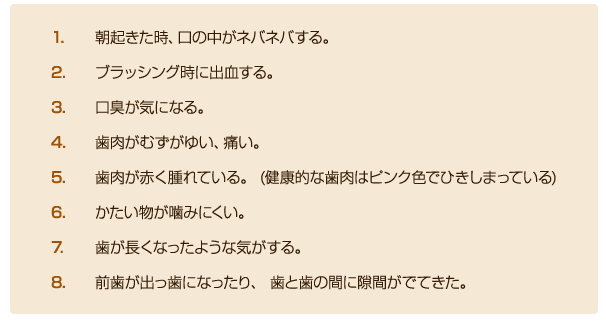 1. 朝起きた時、口の中がネバネバする。
2. ブラッシング時に出血する。
3. 口臭が気になる。
4. 歯肉がむずがゆい、痛い。
5. 歯肉が赤く腫れている。 (健康的な歯肉はピンク色でひきしまっている)
6. かたい物が噛みにくい。
7. 歯が長くなったような気がする。
8. 前歯が出っ歯になったり、 歯と歯の間に隙間がでてきた。